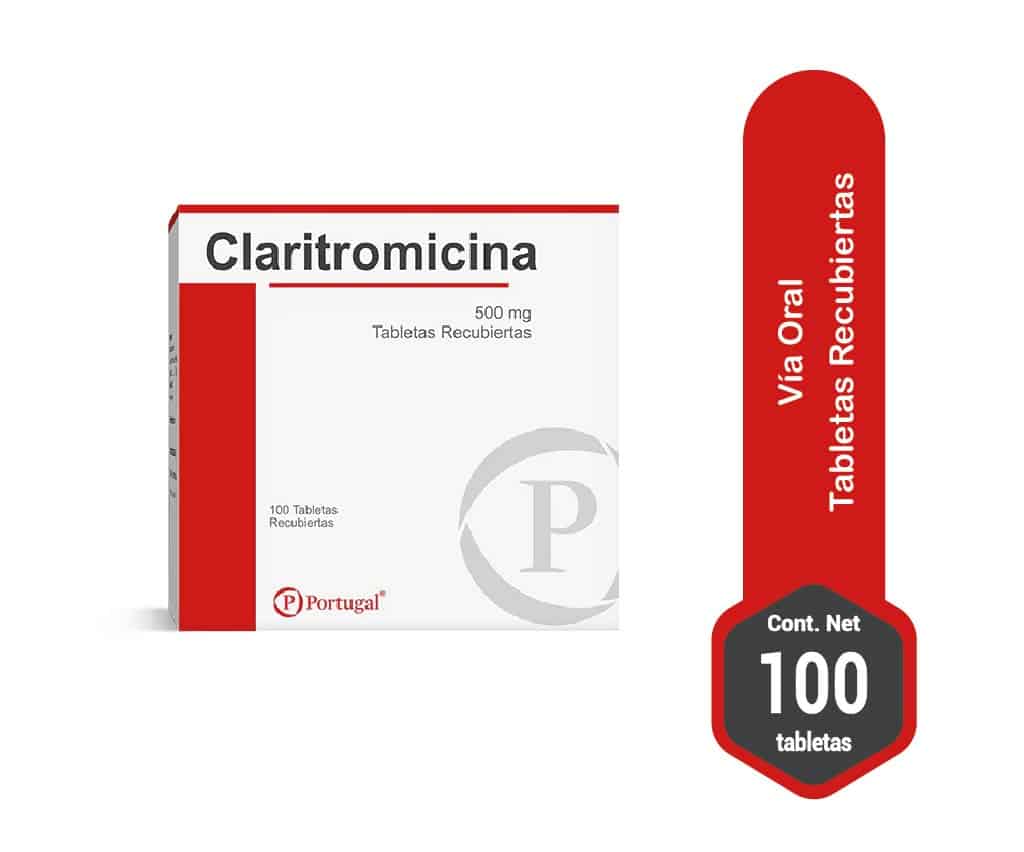 Claritromicina
500 mg
Tabletas Recubiertas
100 Tabletas
Recubiertas
P Portugal®
P
Vía Oral
Tabletas Recubiertas
Cont. Net
100
tabletas